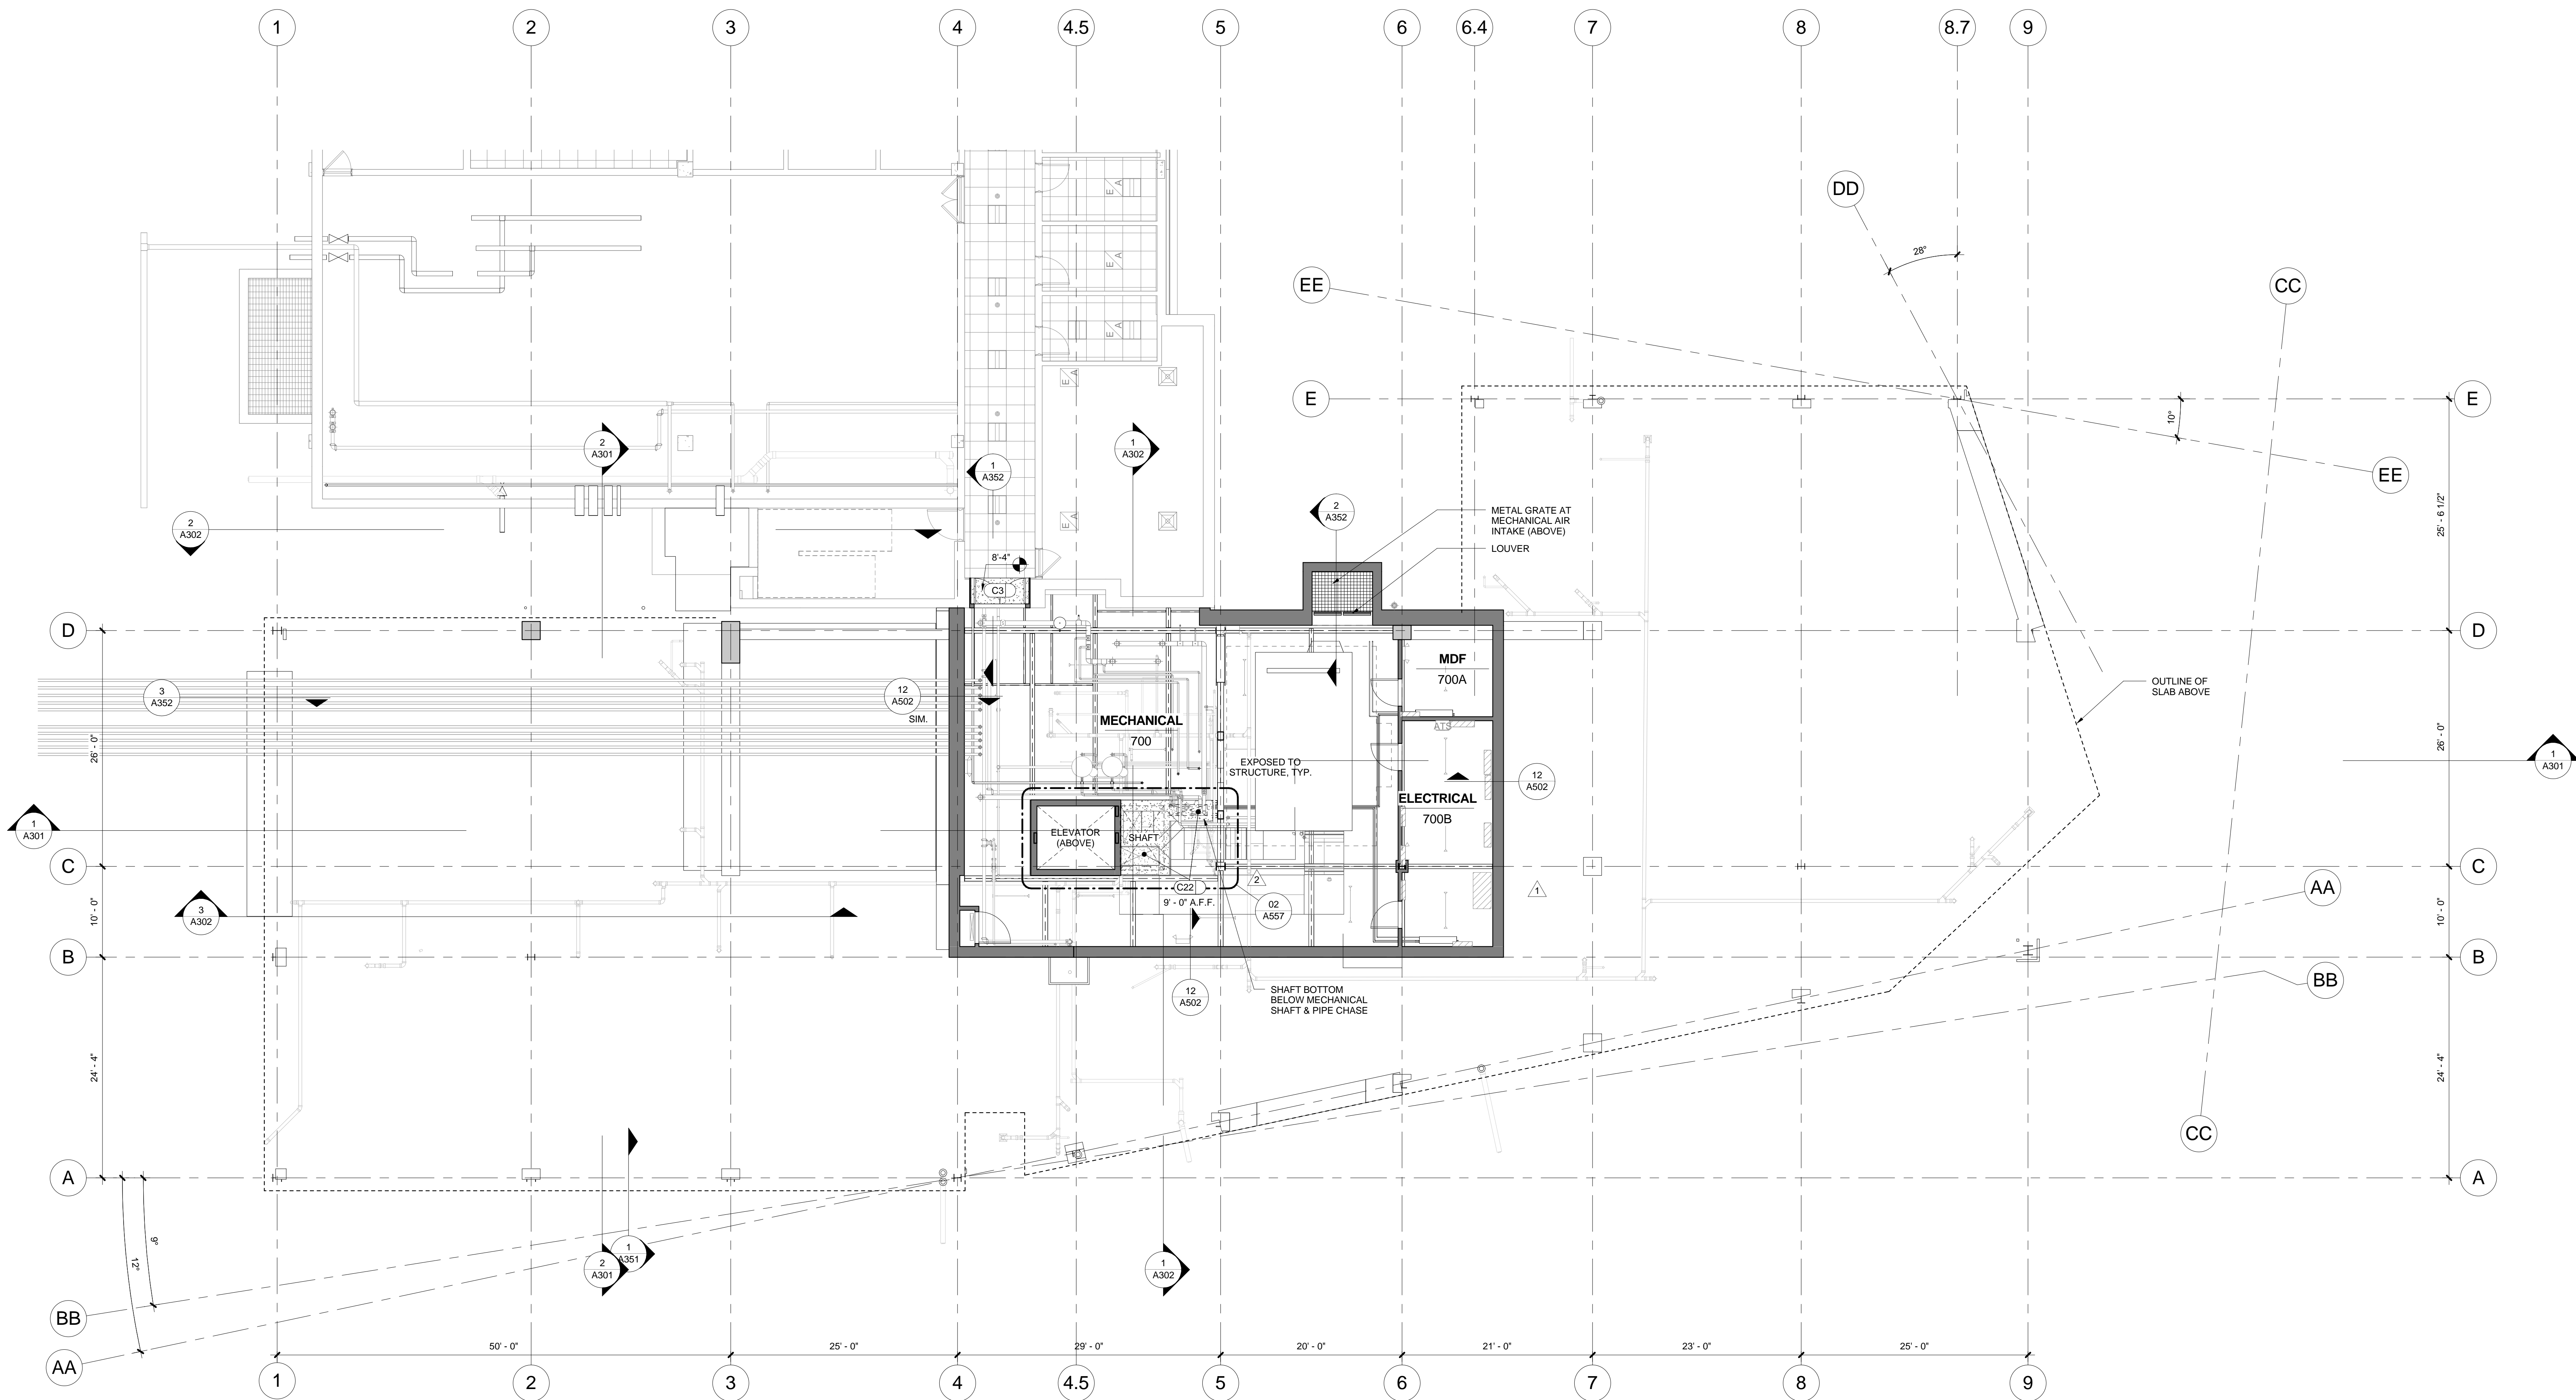 1
2
3
4
4.5
5
6
6.4
7
8
8.7
9
E A
E A
E A
E A
E A
DD
28°
EE
CC
E
E
10°
EE
2
A301
1
A302
1
A352
2
A352
2
A302
METAL GRATE AT
MECHANICAL AIR
INTAKE (ABOVE)
LOUVER
25' - 6 1/2"
8'-4"
C3
D
D
MDF
700A
3
A352
12
A502
SIM.
OUTLINE OF
SLAB ABOVE
MECHANICAL
700
ATS
26' - 0"
26' - 0"
EXPOSED TO
STRUCTURE, TYP.
12
A502
1
A301
ELECTRICAL
700B
1
A301
ELEVATOR
(ABOVE)
SHAFT
C
C
C22
2
1
AA
9' - 0" A.F.F.
02
A557
3
A302
10' - 0"
10' - 0"
B
B
BB
12
A502
SHAFT BOTTOM
BELOW MECHANICAL
SHAFT & PIPE CHASE
24' - 4"
24' - 4"
CC
A
A
9°
12°
1
A351
2
A301
1
A302
BB
AA
50' - 0"
25' - 0"
29' - 0"
20' - 0"
21' - 0"
23' - 0"
25' - 0"
1
2
3
4
4.5
5
6
7
8
9